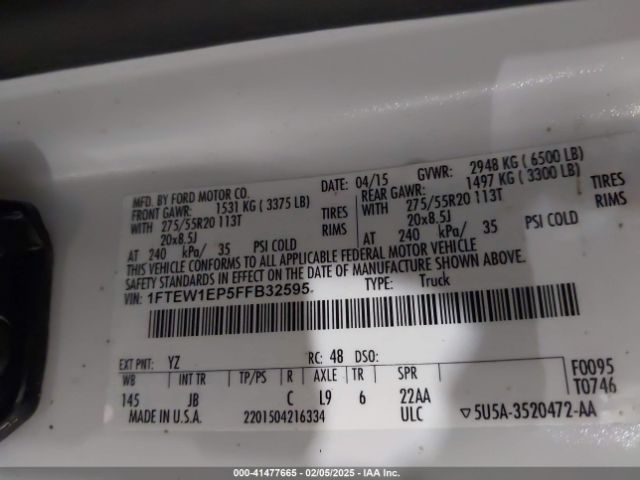 MFD. BY FORD MOTOR CO.
DATE: 04/15 GVWR: 2948 KG ( 6500 LB)
FRONT GAWR: 1531 KG ( 3375 LB) REAR GAWR: 1497 KG ( 3300 LB)
WITH 275/55R20 113T TIRES WITH 275/55R20 113T TIRES
20x8.5J RIMS 20x8.5J RIMS
AT 240 kPa/ 35 PSI COLD AT 240 kPa/ 35 PSI COLD
THIS VEHICLE CONFORMS TO ALL APPLICABLE FEDERAL MOTOR VEHICLE
SAFETY STANDARDS IN EFFECT ON THE DATE OF MANUFACTURE SHOWN ABOVE.
VIN: 1FTEW1EP5FFB32595 TYPE: Truck
EXT PNT: YZ RC: 48 DSO: F0095
WB INT TR TP/PS R AXLE TR SPR T0746
145 JB C L9 6 22AA
MADE IN U.S.A. 2201504216334 ULC ▽5U5A-3520472-AA
000-41477665 - 02/05/2025 - IAA Inc.